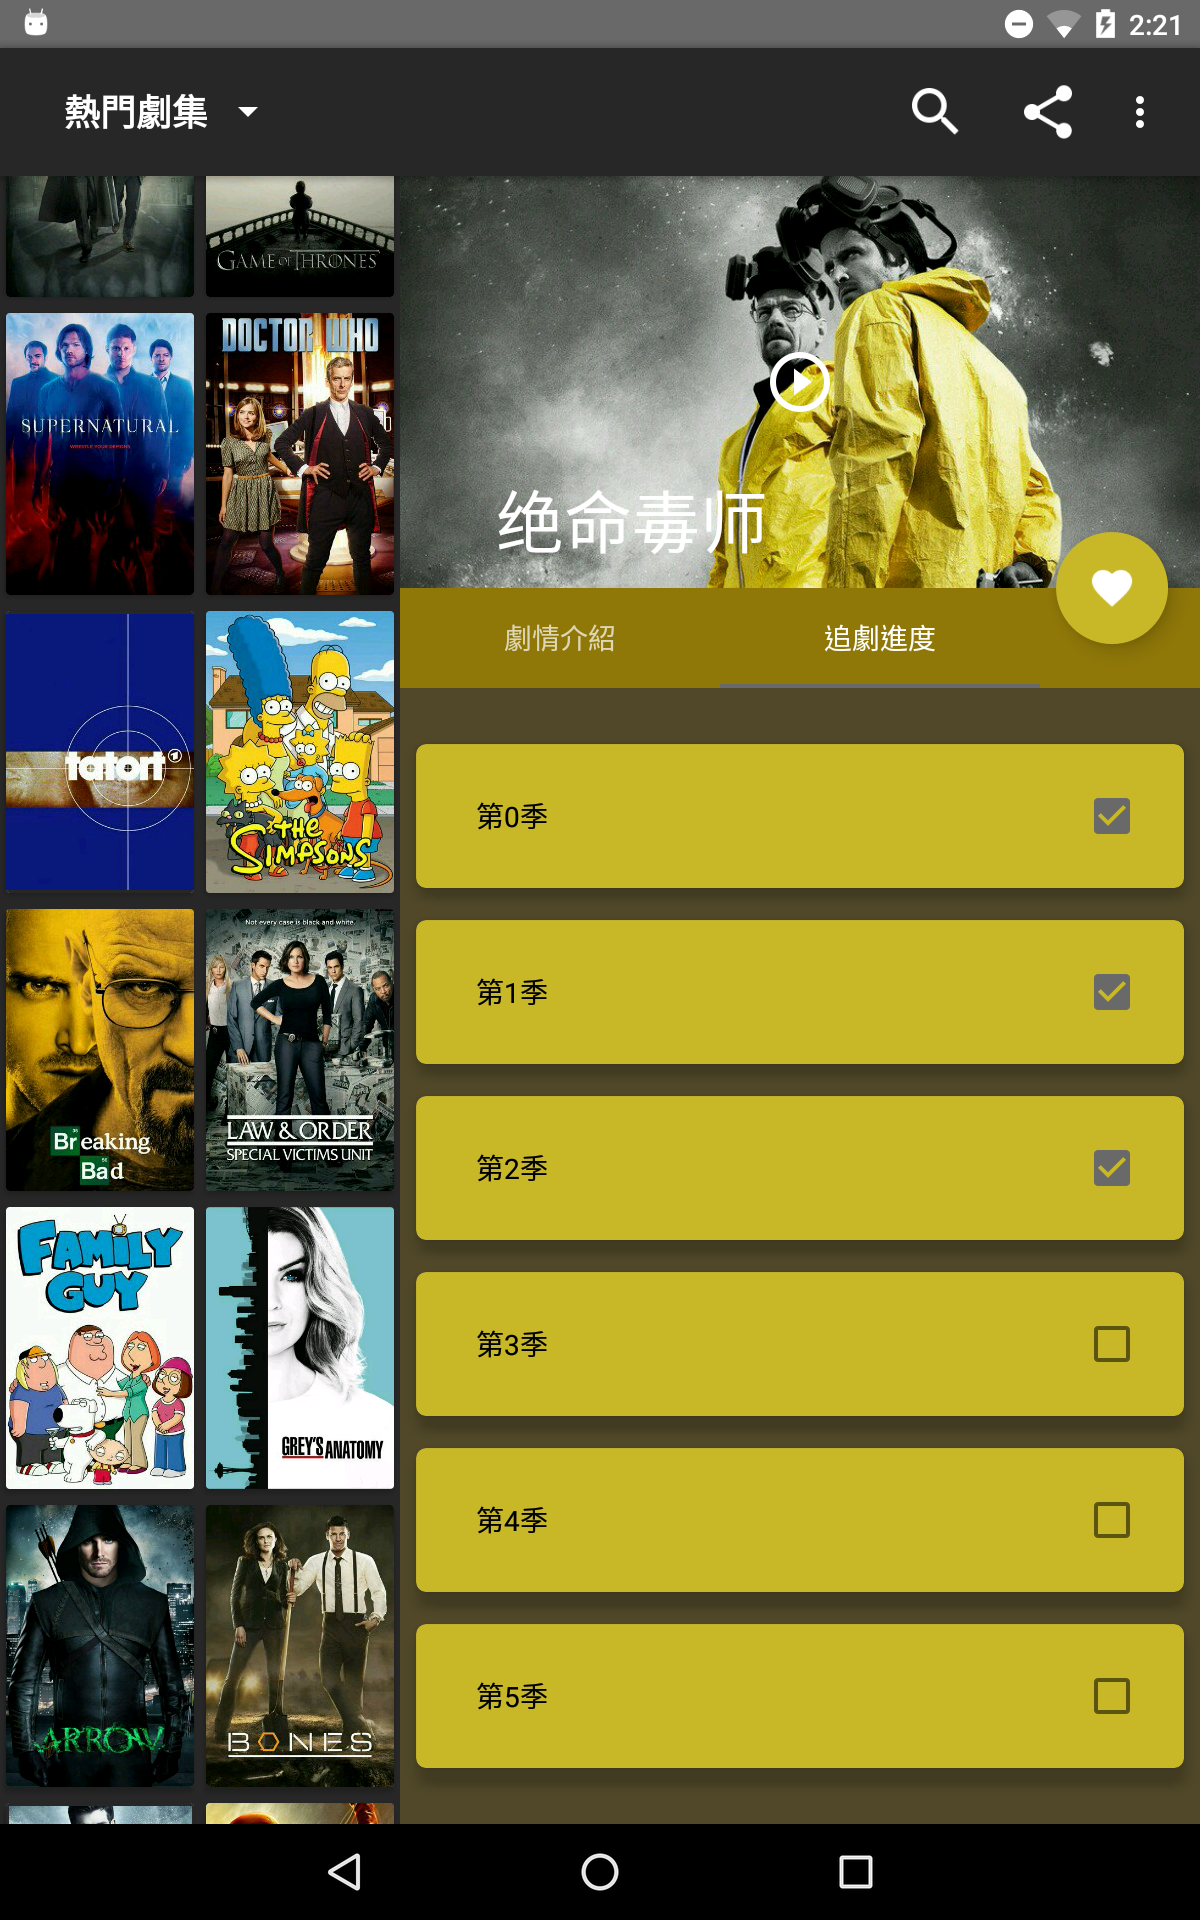 2:21
熱門劇集
GAME OF THRONES
SUPERNATURAL
DOCTOR WHO
tatort
THE
SIMPSONS
Breaking
Bad
Not every case is black and white.
LAW & ORDER
SPECIAL VICTIMS UNIT
FAMILY
GUY
GREY'S ANATOMY
ARROW
BONES
绝命毒师
劇情介紹
追劇進度
第0季
第1季
第2季
第3季
第4季
第5季